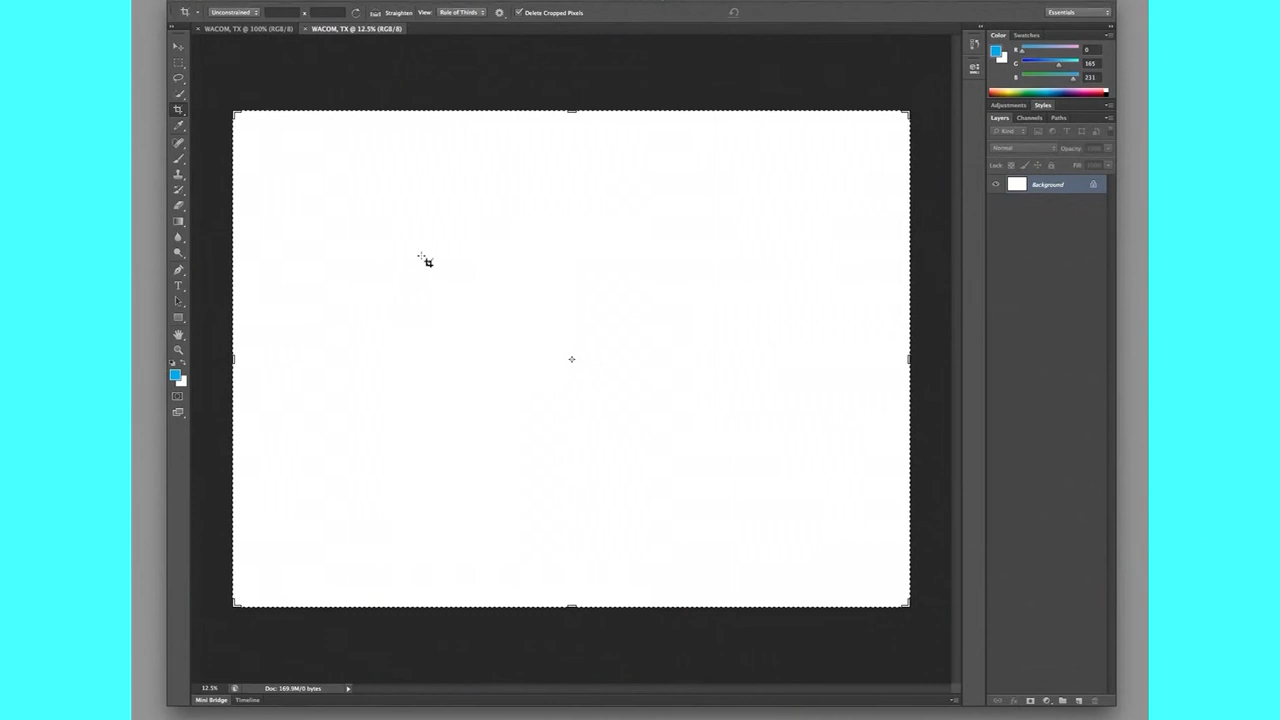 Unconstrained x Straighten View: Rule of Thirds Delete Cropped Pixels Essentials
× WACOM, TX @ 100% (RGB/8) × WACOM, TX @ 12.5% (RGB/8)
Color Swatches
R 0
G 165
B 231
Adjustments Styles
Layers Channels Paths
Kind
Normal Opacity:
Lock: Fill:
Background
12.5% Doc: 169.9M/0 bytes
Mini Bridge Timeline